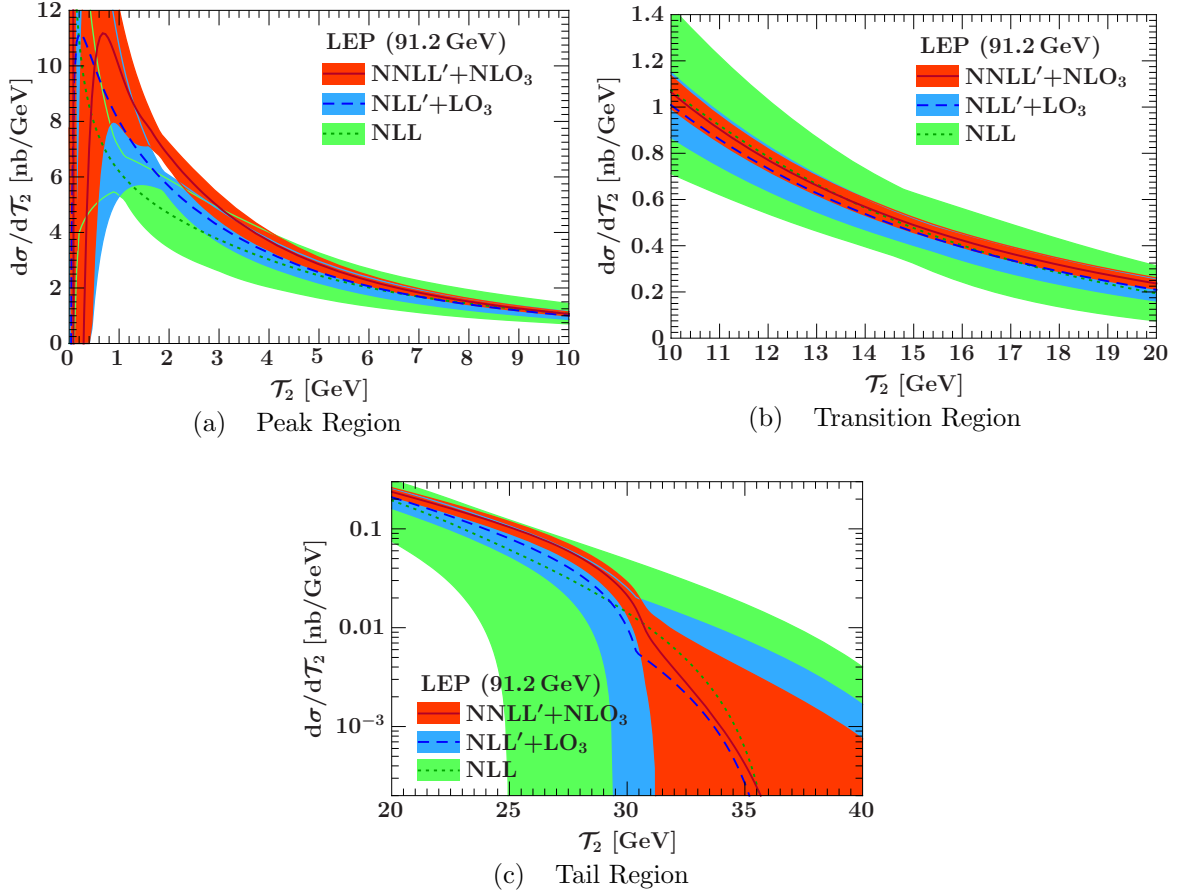 12
10
8
6
4
2
0
dσ/d𝒯₂ [nb/GeV]
LEP (91.2 GeV)
NNLL′+NLO₃
NLL′+LO₃
NLL
0 1 2 3 4 5 6 7 8 9 10
𝒯₂ [GeV]
(a) Peak Region
1.4
1.2
1
0.8
0.6
0.4
0.2
0
dσ/d𝒯₂ [nb/GeV]
LEP (91.2 GeV)
NNLL′+NLO₃
NLL′+LO₃
NLL
10 11 12 13 14 15 16 17 18 19 20
𝒯₂ [GeV]
(b) Transition Region
0.1
0.01
10⁻³
dσ/d𝒯₂ [nb/GeV]
LEP (91.2 GeV)
NNLL′+NLO₃
NLL′+LO₃
NLL
20 25 30 35 40
𝒯₂ [GeV]
(c) Tail Region